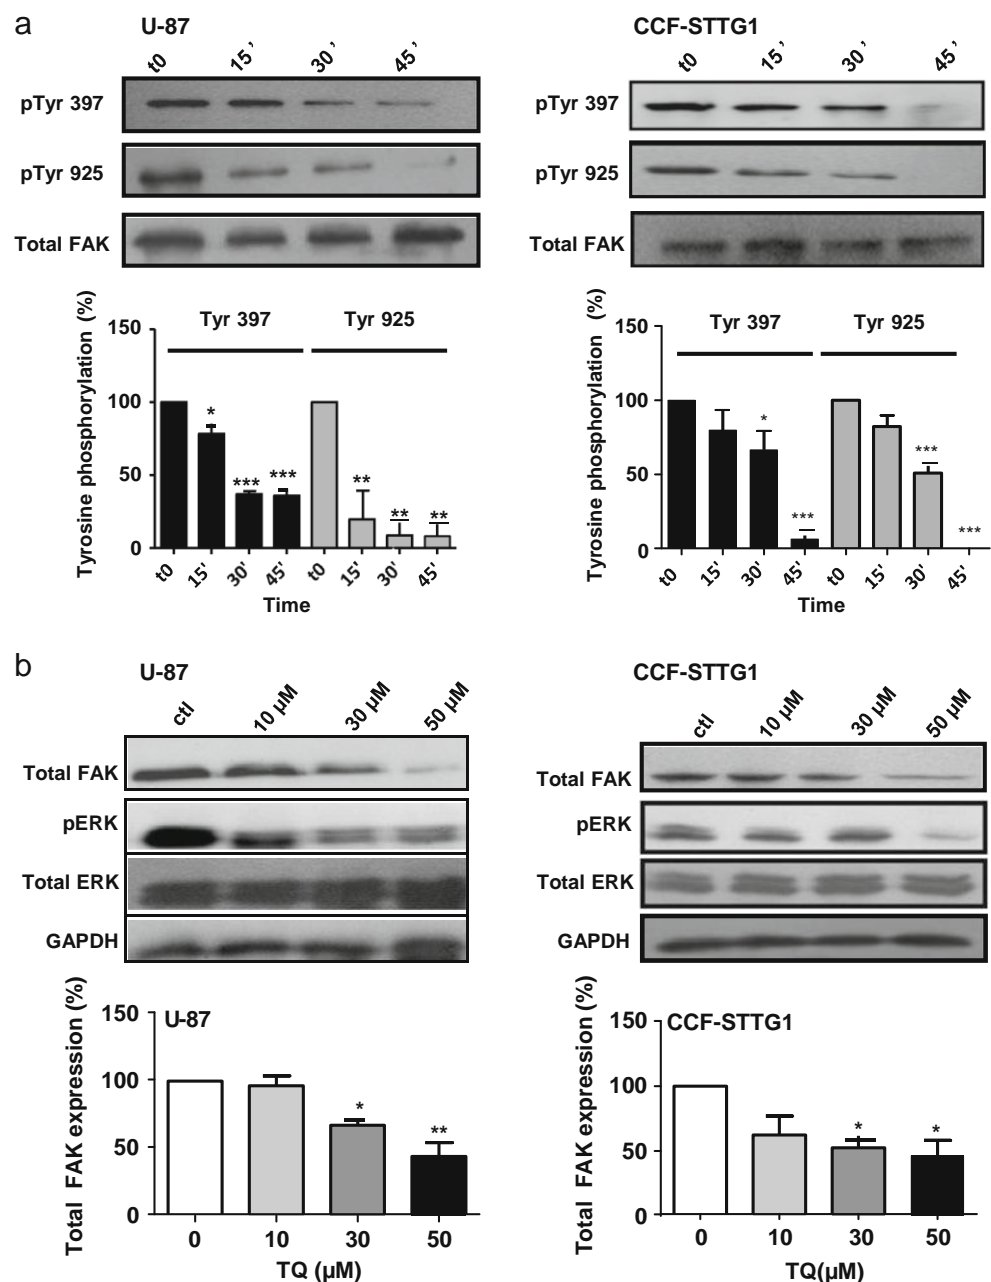 a
U-87
t0 15' 30' 45'
pTyr 397
pTyr 925
Total FAK
Tyrosine phosphorylation (%)
150
100
50
0
Tyr 397 Tyr 925
* *** *** ** ** **
t0 15' 30' 45' t0 15' 30' 45'
Time
CCF-STTG1
t0 15' 30' 45'
pTyr 397
pTyr 925
Total FAK
Tyrosine phosphorylation (%)
150
100
50
0
Tyr 397 Tyr 925
* *** *** ***
t0 15' 30' 45' t0 15' 30' 45'
Time
b
U-87
ctl 10 µM 30 µM 50 µM
Total FAK
pERK
Total ERK
GAPDH
Total FAK expression (%)
150
100
50
0
U-87
* **
0 10 30 50
TQ (µM)
CCF-STTG1
ctl 10 µM 30 µM 50 µM
Total FAK
pERK
Total ERK
GAPDH
Total FAK expression (%)
150
100
50
0
CCF-STTG1
* *
0 10 30 50
TQ(µM)